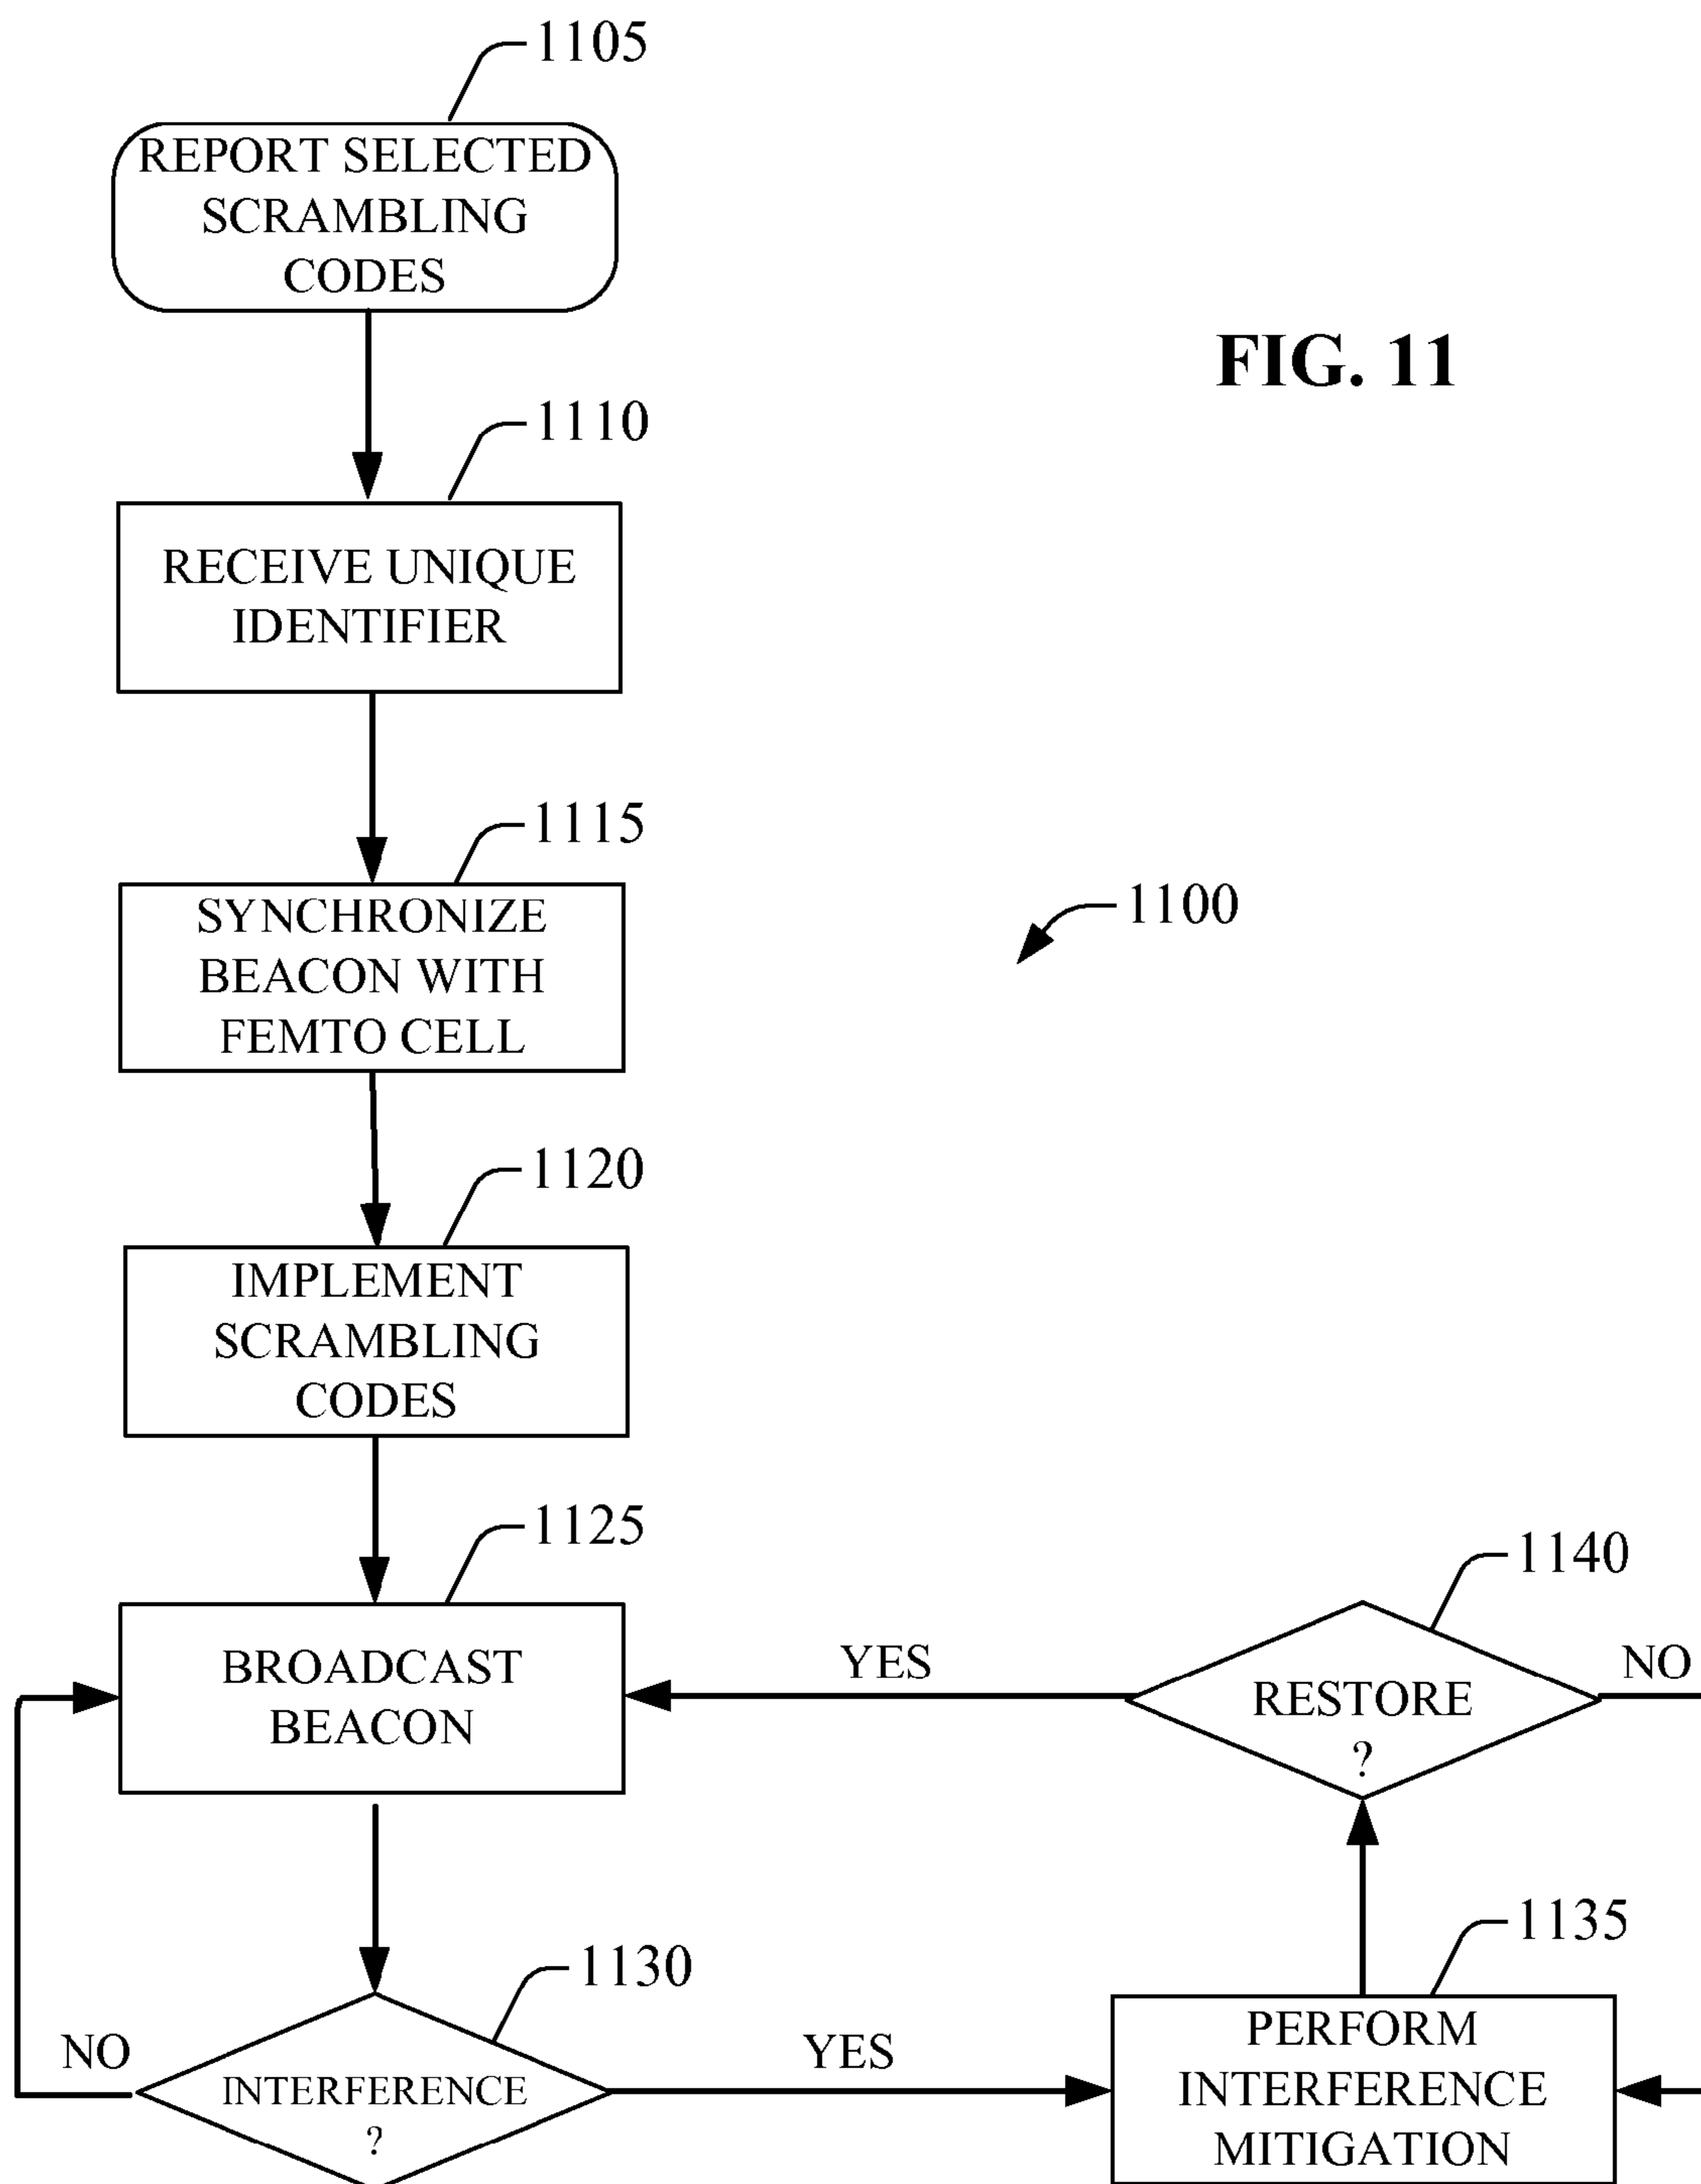 1105
REPORT SELECTED
SCRAMBLING
CODES
FIG. 11
1110
RECEIVE UNIQUE
IDENTIFIER
1115
SYNCHRONIZE
BEACON WITH
FEMTO CELL
1100
1120
IMPLEMENT
SCRAMBLING
CODES
1125
BROADCAST
BEACON
YES
1140
RESTORE
?
NO
1130
INTERFERENCE
?
NO
YES
1135
PERFORM
INTERFERENCE
MITIGATION